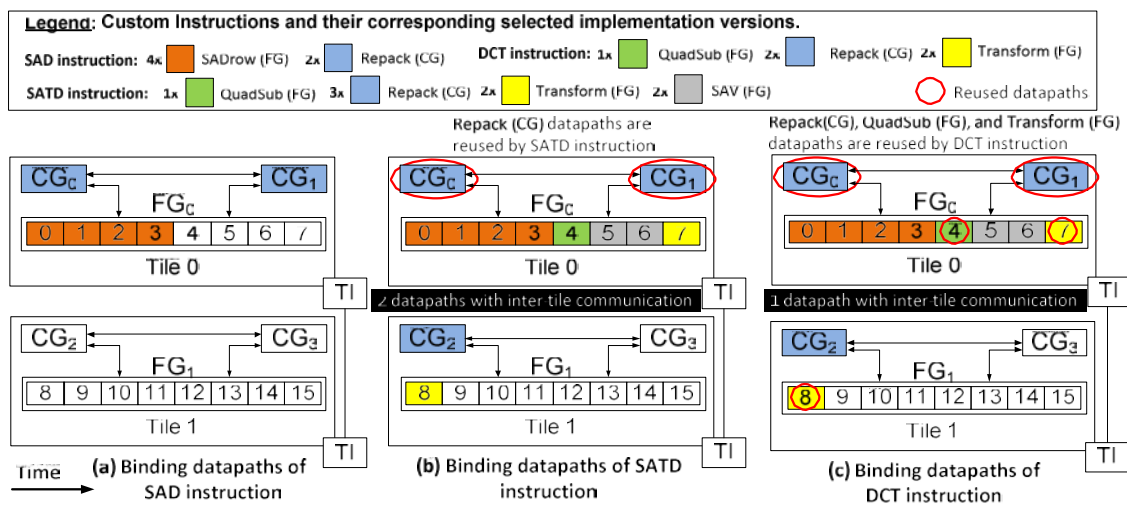 Legend: Custom Instructions and their corresponding selected implementation versions.
SAD instruction: 4x SADrow (FG) 2x Repack (CG) DCT instruction: 1x QuadSub (FG) 2x Repack (CG) 2x Transform (FG)
SATD instruction: 1x QuadSub (FG) 3x Repack (CG) 2x Transform (FG) 2x SAV (FG) Reused datapaths
Repack (CG) datapaths are
reused by SATD instruction
Repack(CG), QuadSub (FG), and Transform (FG)
datapaths are reused by DCT instruction
CG0 CG1
FG0
0 1 2 3 4 5 6 7
Tile 0
TI
CG2 CG3
FG1
8 9 10 11 12 13 14 15
Tile 1
TI
CG0 CG1
FG0
0 1 2 3 4 5 6 7
Tile 0
TI
2 datapaths with inter-tile communication
CG2 CG3
FG1
8 9 10 11 12 13 14 15
Tile 1
TI
CG0 CG1
FG0
0 1 2 3 4 5 6 7
Tile 0
TI
1 datapath with inter-tile communication
CG2 CG3
FG1
8 9 10 11 12 13 14 15
Tile 1
TI
Time
(a) Binding datapaths of
SAD instruction
(b) Binding datapaths of SATD
instruction
(c) Binding datapaths of
DCT instruction